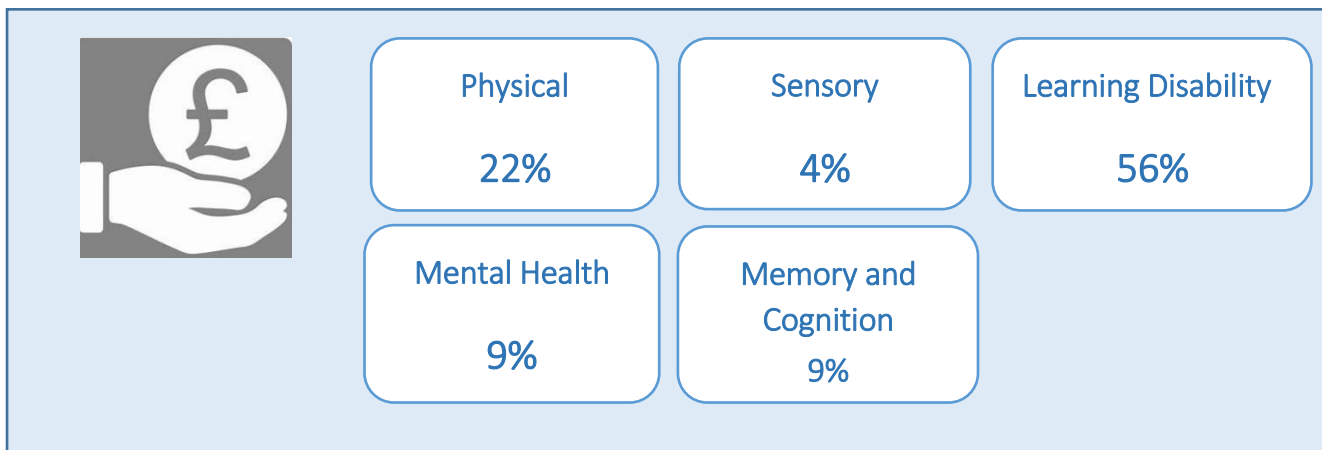 £
Physical
22%
Sensory
4%
Learning Disability
56%
Mental Health
9%
Memory and
Cognition
9%